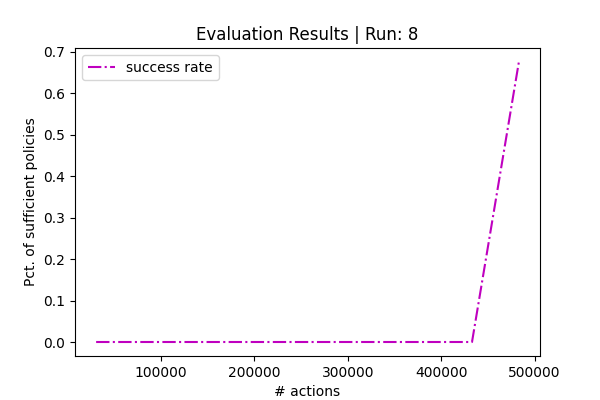 Evaluation Results | Run: 8
success rate
Pct. of sufficient policies
0.7
0.6
0.5
0.4
0.3
0.2
0.1
0.0
100000 200000 300000 400000 500000
# actions